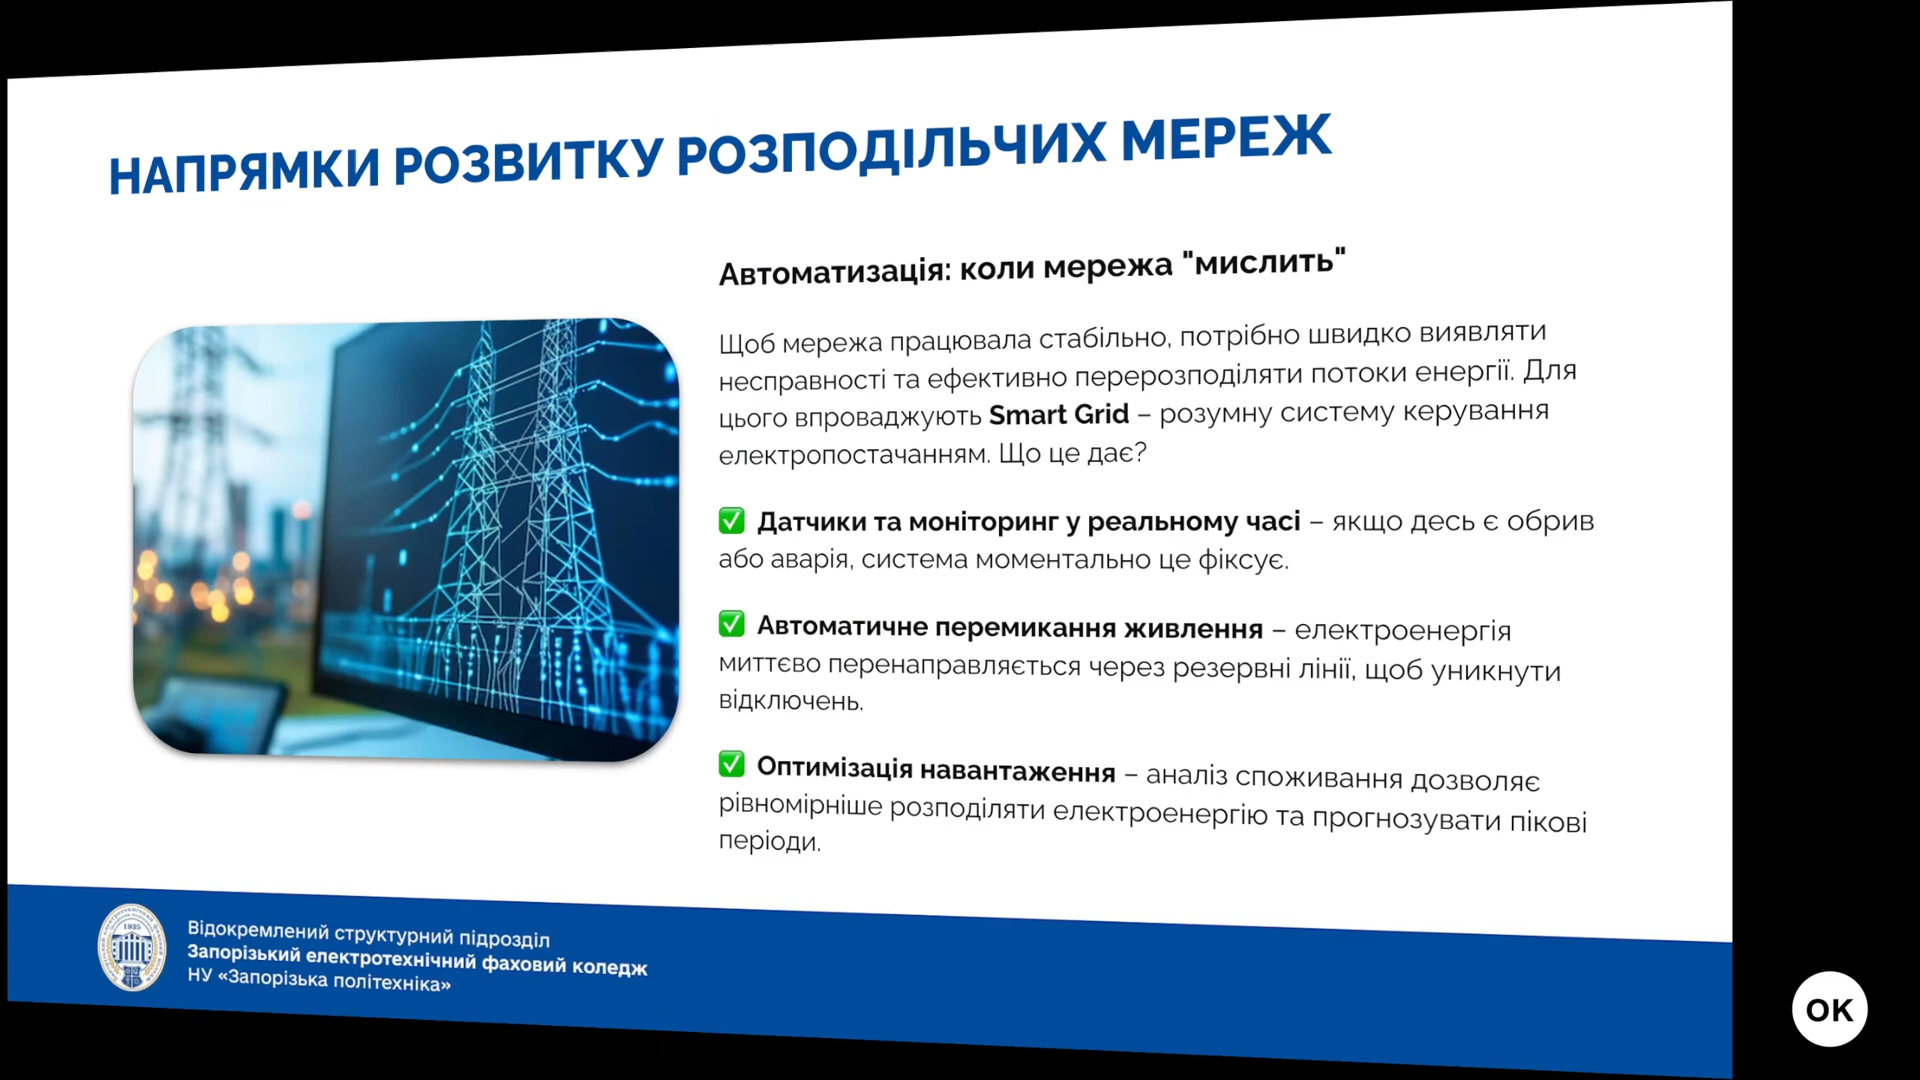 НАПРЯМКИ РОЗВИТКУ РОЗПОДІЛЬЧИХ МЕРЕЖ
Автоматизація: коли мережа "мислить"
Щоб мережа працювала стабільно, потрібно швидко виявляти
несправності та ефективно перерозподіляти потоки енергії. Для
цього впроваджують Smart Grid – розумну систему керування
електропостачанням. Що це дає?
✅ Датчики та моніторинг у реальному часі – якщо десь є обрив
або аварія, система моментально це фіксує.
✅ Автоматичне перемикання живлення – електроенергія
миттєво перенаправляється через резервні лінії, щоб уникнути
відключень.
✅ Оптимізація навантаження – аналіз споживання дозволяє
рівномірніше розподіляти електроенергію та прогнозувати пікові
періоди.
1935
Відокремлений структурний підрозділ
Запорізький електротехнічний фаховий коледж
НУ «Запорізька політехніка»
OK